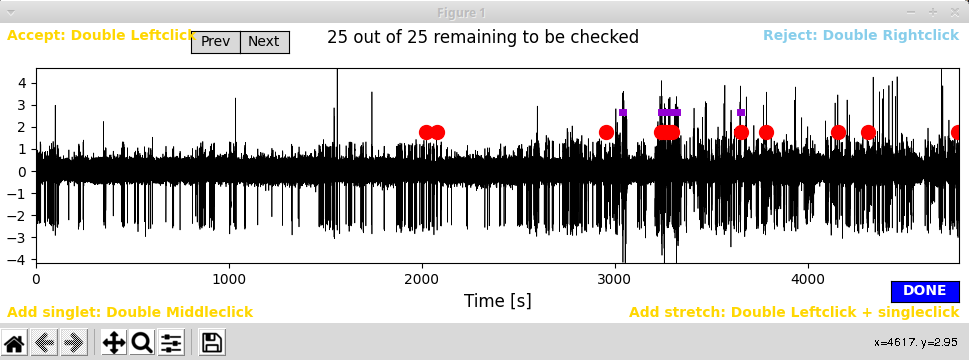 Figure 1
Accept: Double Leftclick
Prev
Next
25 out of 25 remaining to be checked
Reject: Double Rightclick
4
3
2
1
0
−1
−2
−3
−4
0
1000
2000
3000
4000
Time [s]
DONE
Add singlet: Double Middleclick
Add stretch: Double Leftclick + singleclick
x=4617. y=2.95